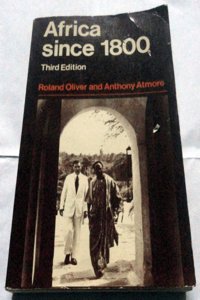 Africa
since 1800
Third Edition
Roland Oliver and Anthony Atmore